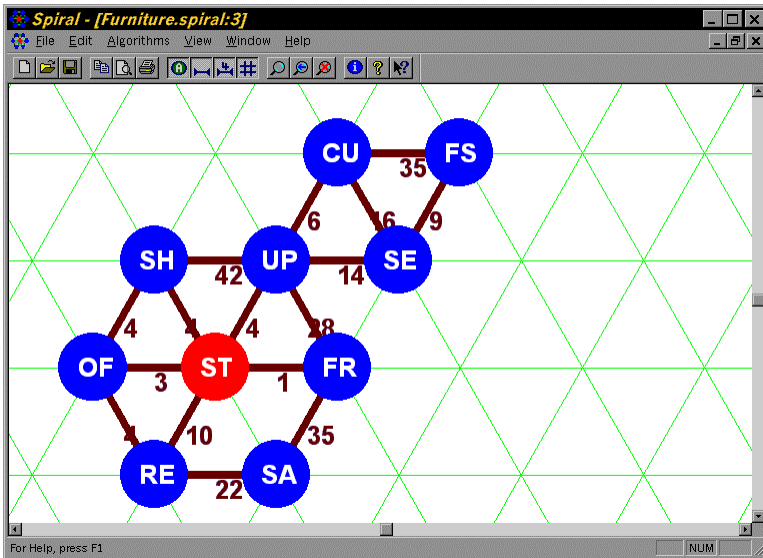 Spiral - [Furniture.spiral:3]
File Edit Algorithms View Window Help
CU FS
35
6 16 9
SH UP SE
42 14
4 4 4 28
OF ST FR
3 1
4 10 35
RE SA
22
For Help, press F1 NUM